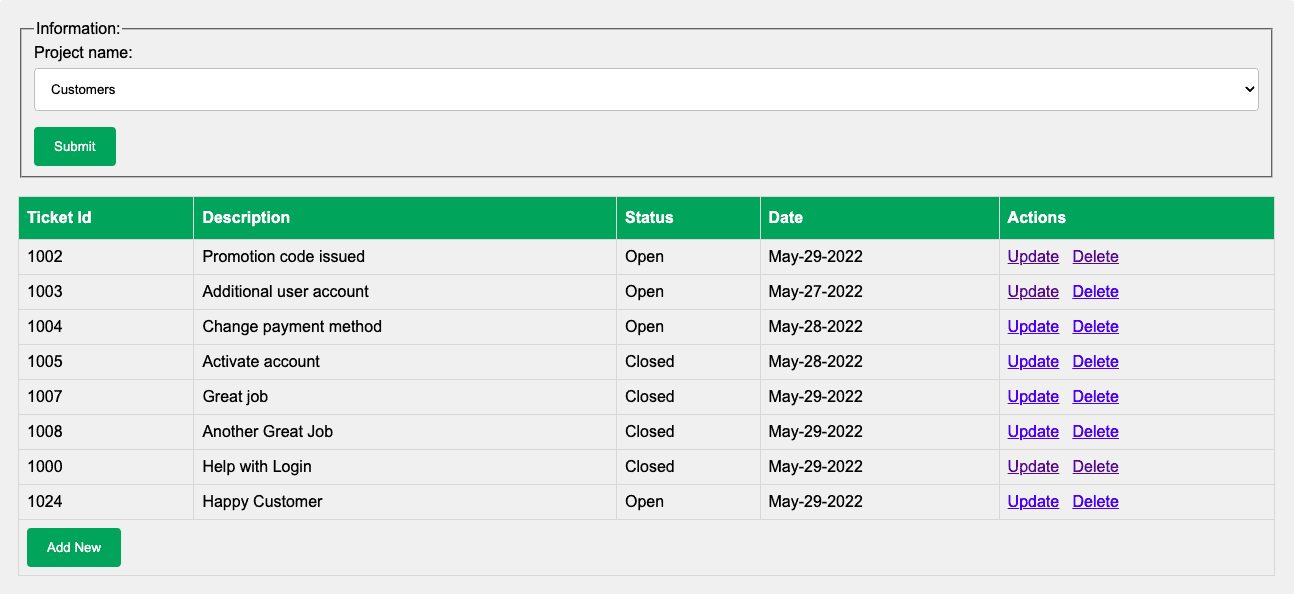 Information:
Project name:
Customers
Submit
Ticket Id Description Status Date Actions
1002 Promotion code issued Open May-29-2022 Update Delete
1003 Additional user account Open May-27-2022 Update Delete
1004 Change payment method Open May-28-2022 Update Delete
1005 Activate account Closed May-28-2022 Update Delete
1007 Great job Closed May-29-2022 Update Delete
1008 Another Great Job Closed May-29-2022 Update Delete
1000 Help with Login Closed May-29-2022 Update Delete
1024 Happy Customer Open May-29-2022 Update Delete
Add New